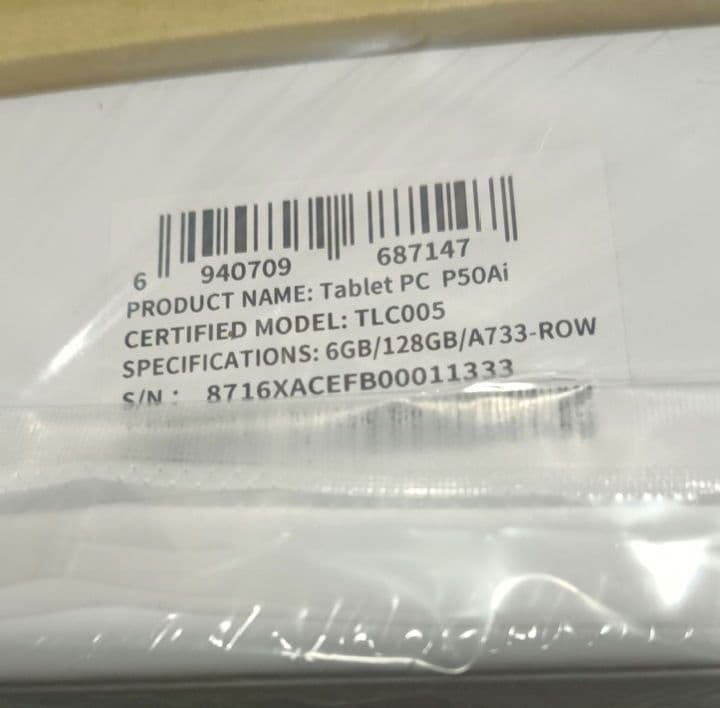 6 940709 687147
PRODUCT NAME: Tablet PC P50Ai
CERTIFIED MODEL: TLC005
SPECIFICATIONS: 6GB/128GB/A733-ROW
S/N : 8716XACEFB00011333